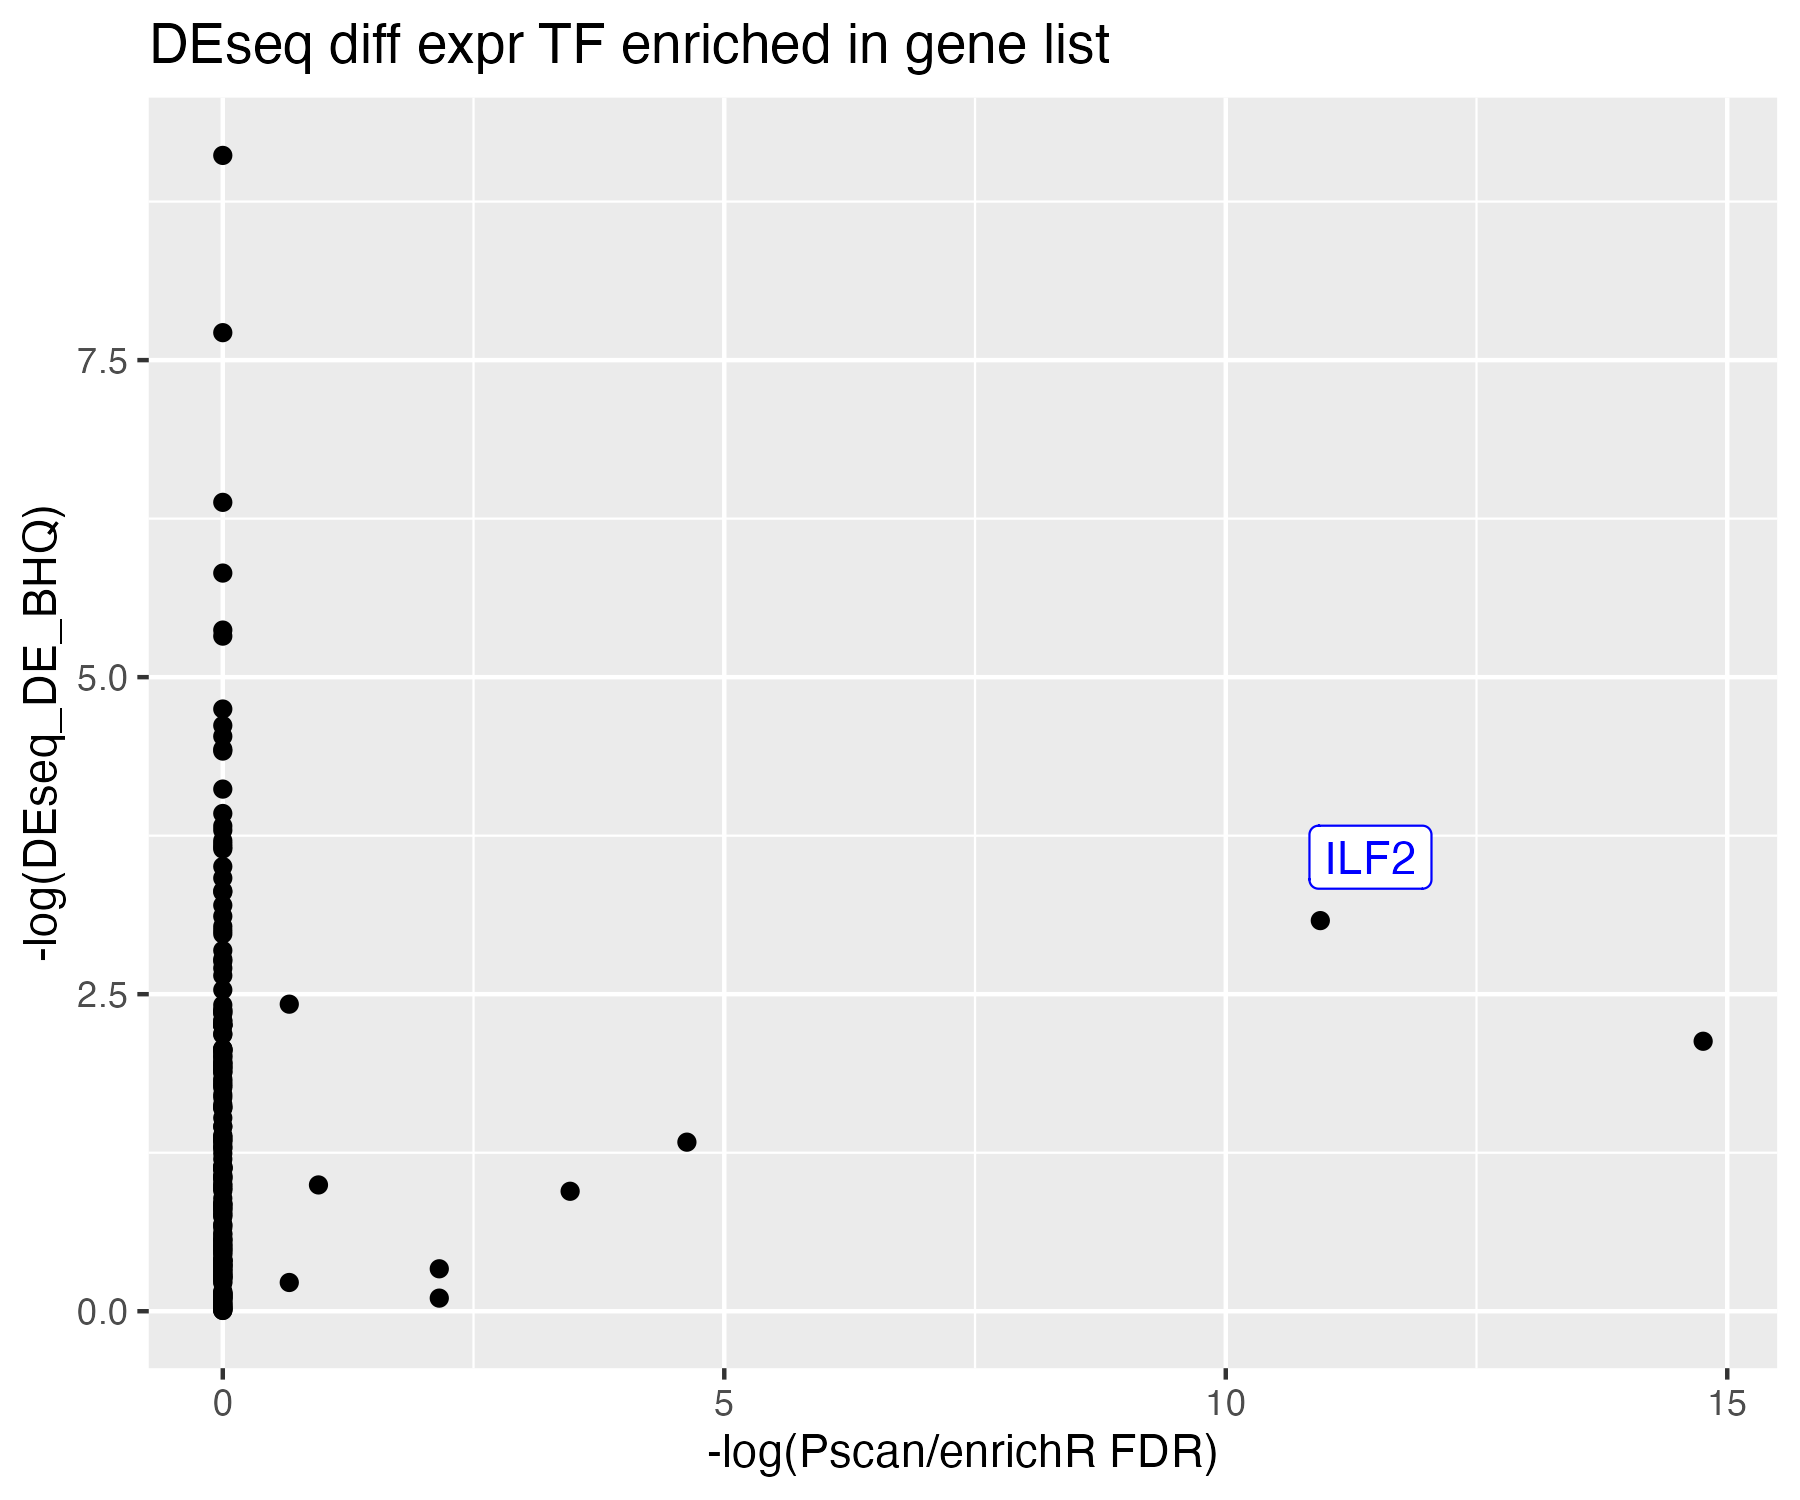 DEseq diff expr TF enriched in gene list
-log(DEseq_DE_BHQ)
7.5
5.0
2.5
0.0
ILF2
0
5
10
15
-log(Pscan/enrichR FDR)